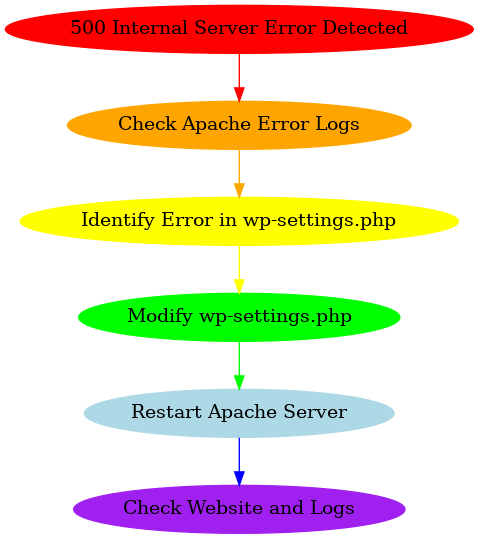 500 Internal Server Error Detected
Check Apache Error Logs
Identify Error in wp-settings.php
Modify wp-settings.php
Restart Apache Server
Check Website and Logs